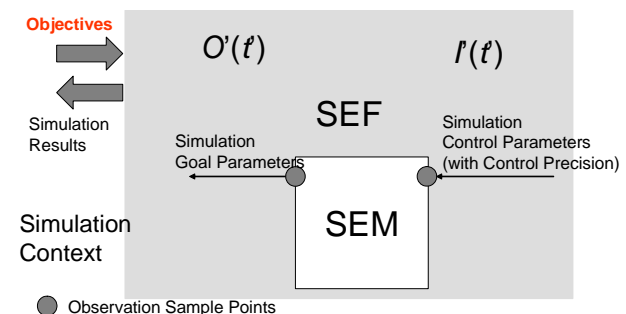 Objectives
O'(t')
I'(t')
Simulation
Results
SEF
Simulation
Goal Parameters
Simulation
Control Parameters
(with Control Precision)
SEM
Simulation
Context
Observation Sample Points